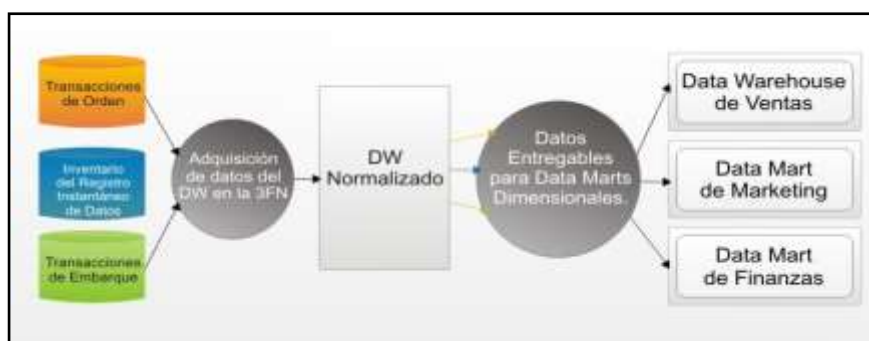 Transacciones
de Ordan
Inventario
del Registro
Instantáneo
de Datos
Transacciones
de Embarque
Adquisición
de datos del
DW en la 3FN
DW
Normalizado
Datos
Entregables
para Data Marts
Dimensionales.
Data Warehouse
de Ventas
Data Mart
de Marketing
Data Mart
de Finanzas